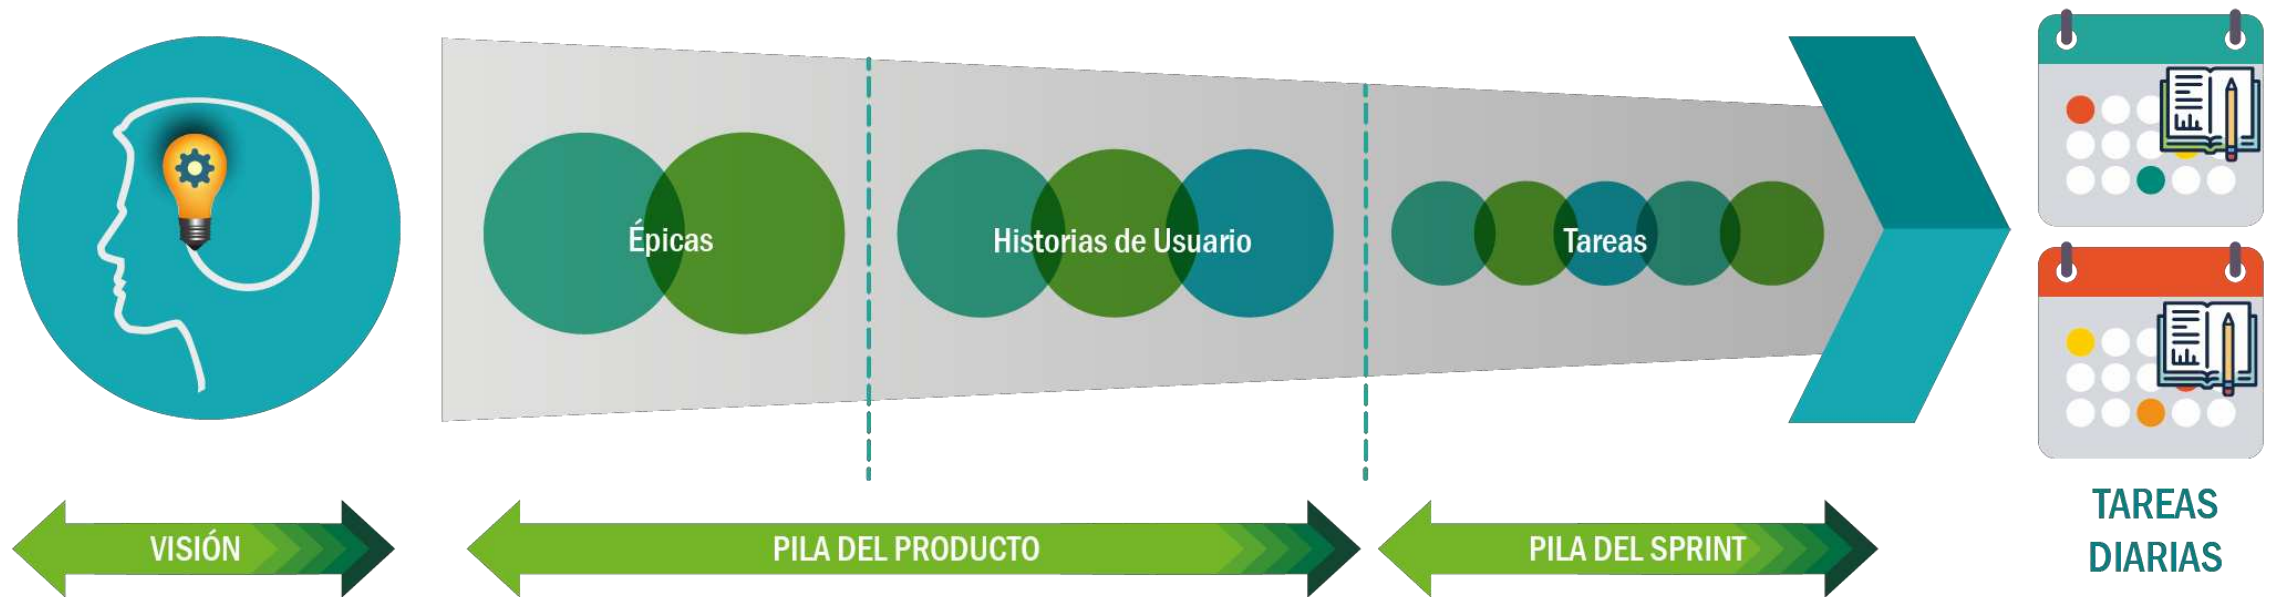 Épicas
Historias de Usuario
Tareas
VISIÓN
PILA DEL PRODUCTO
PILA DEL SPRINT
TAREAS
DIARIAS